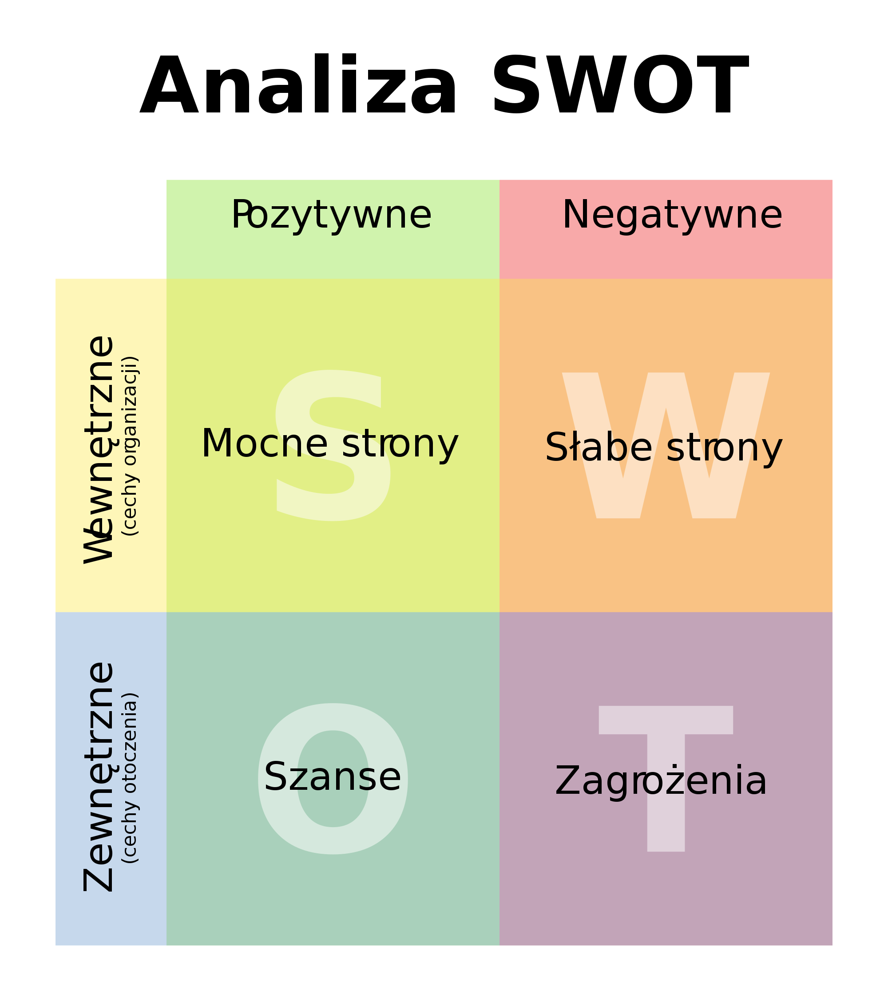 Analiza SWOT
Pozytywne
Negatywne
Wewnętrzne
(cechy organizacji)
S
Mocne strony
W
Słabe strony
Zewnętrzne
(cechy otoczenia)
O
Szanse
T
Zagrożenia